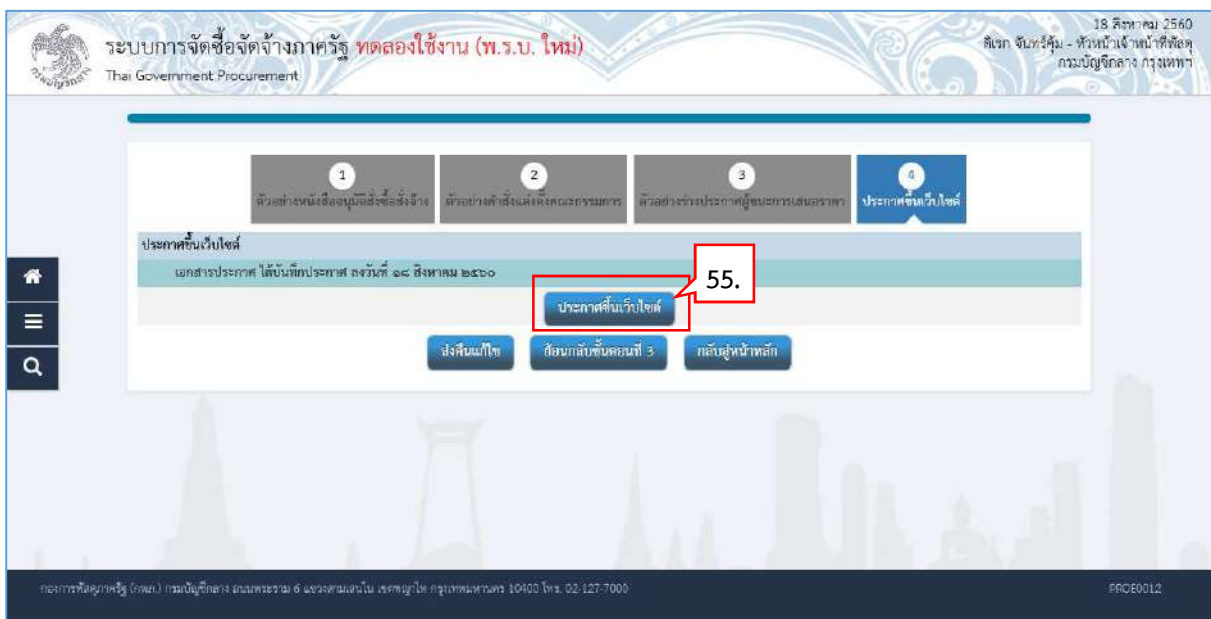 18 สิงหาคม 2560
ระบบการจัดซื้อจัดจ้างภาครัฐ ทดลองใช้งาน (พ.ร.บ. ใหม่)
ดิเรก จันทร์คุ้ม - หัวหน้าเจ้าหน้าที่พัสดุ
Thai Government Procurement
กรมบัญชีกลาง กรุงเทพฯ
1
2
3
4
ตัวอย่างหนังสืออนุมัติสั่งซื้อสั่งจ้าง
ตัวอย่างคำสั่งแต่งตั้งคณะกรรมการ
ตัวอย่างร่างประกาศผู้ชนะการเสนอราคา
ประกาศขึ้นเว็บไซต์
ประกาศขึ้นเว็บไซต์
เอกสารประกาศ ได้บันทึกประกาศ ลงวันที่ ๑๘ สิงหาคม ๒๕๖๐
55.
ประกาศขึ้นเว็บไซต์
ส่งคืนแก้ไข
ย้อนกลับขั้นตอนที่ 3
กลับสู่หน้าหลัก
กองการพัสดุภาครัฐ (กพภ.) กรมบัญชีกลาง ถนนพระราม 6 แขวงสามเสนใน เขตพญาไท กรุงเทพมหานคร 10400 โทร. 02-127-7000
PROE0012